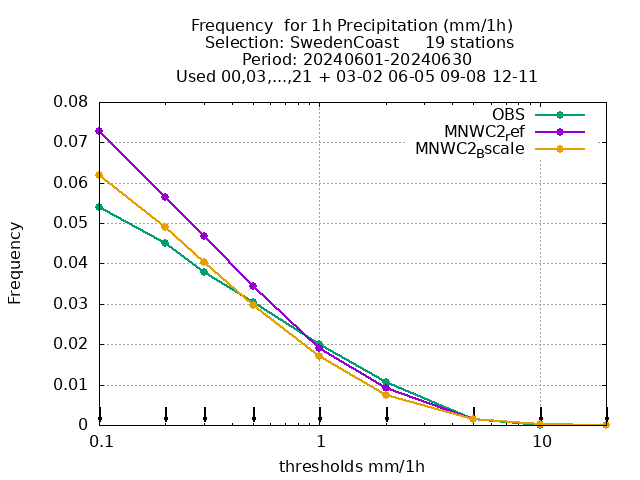 Frequency  for 1h Precipitation (mm/1h)
Selection: SwedenCoast     19 stations
Period: 20240601-20240630
Used 00,03,...,21 + 03-02 06-05 09-08 12-11
OBS
MNWC2ref
MNWC2Bscale
0.08
0.07
0.06
0.05
0.04
0.03
0.02
0.01
0
Frequency
0.1 1 10
thresholds mm/1h